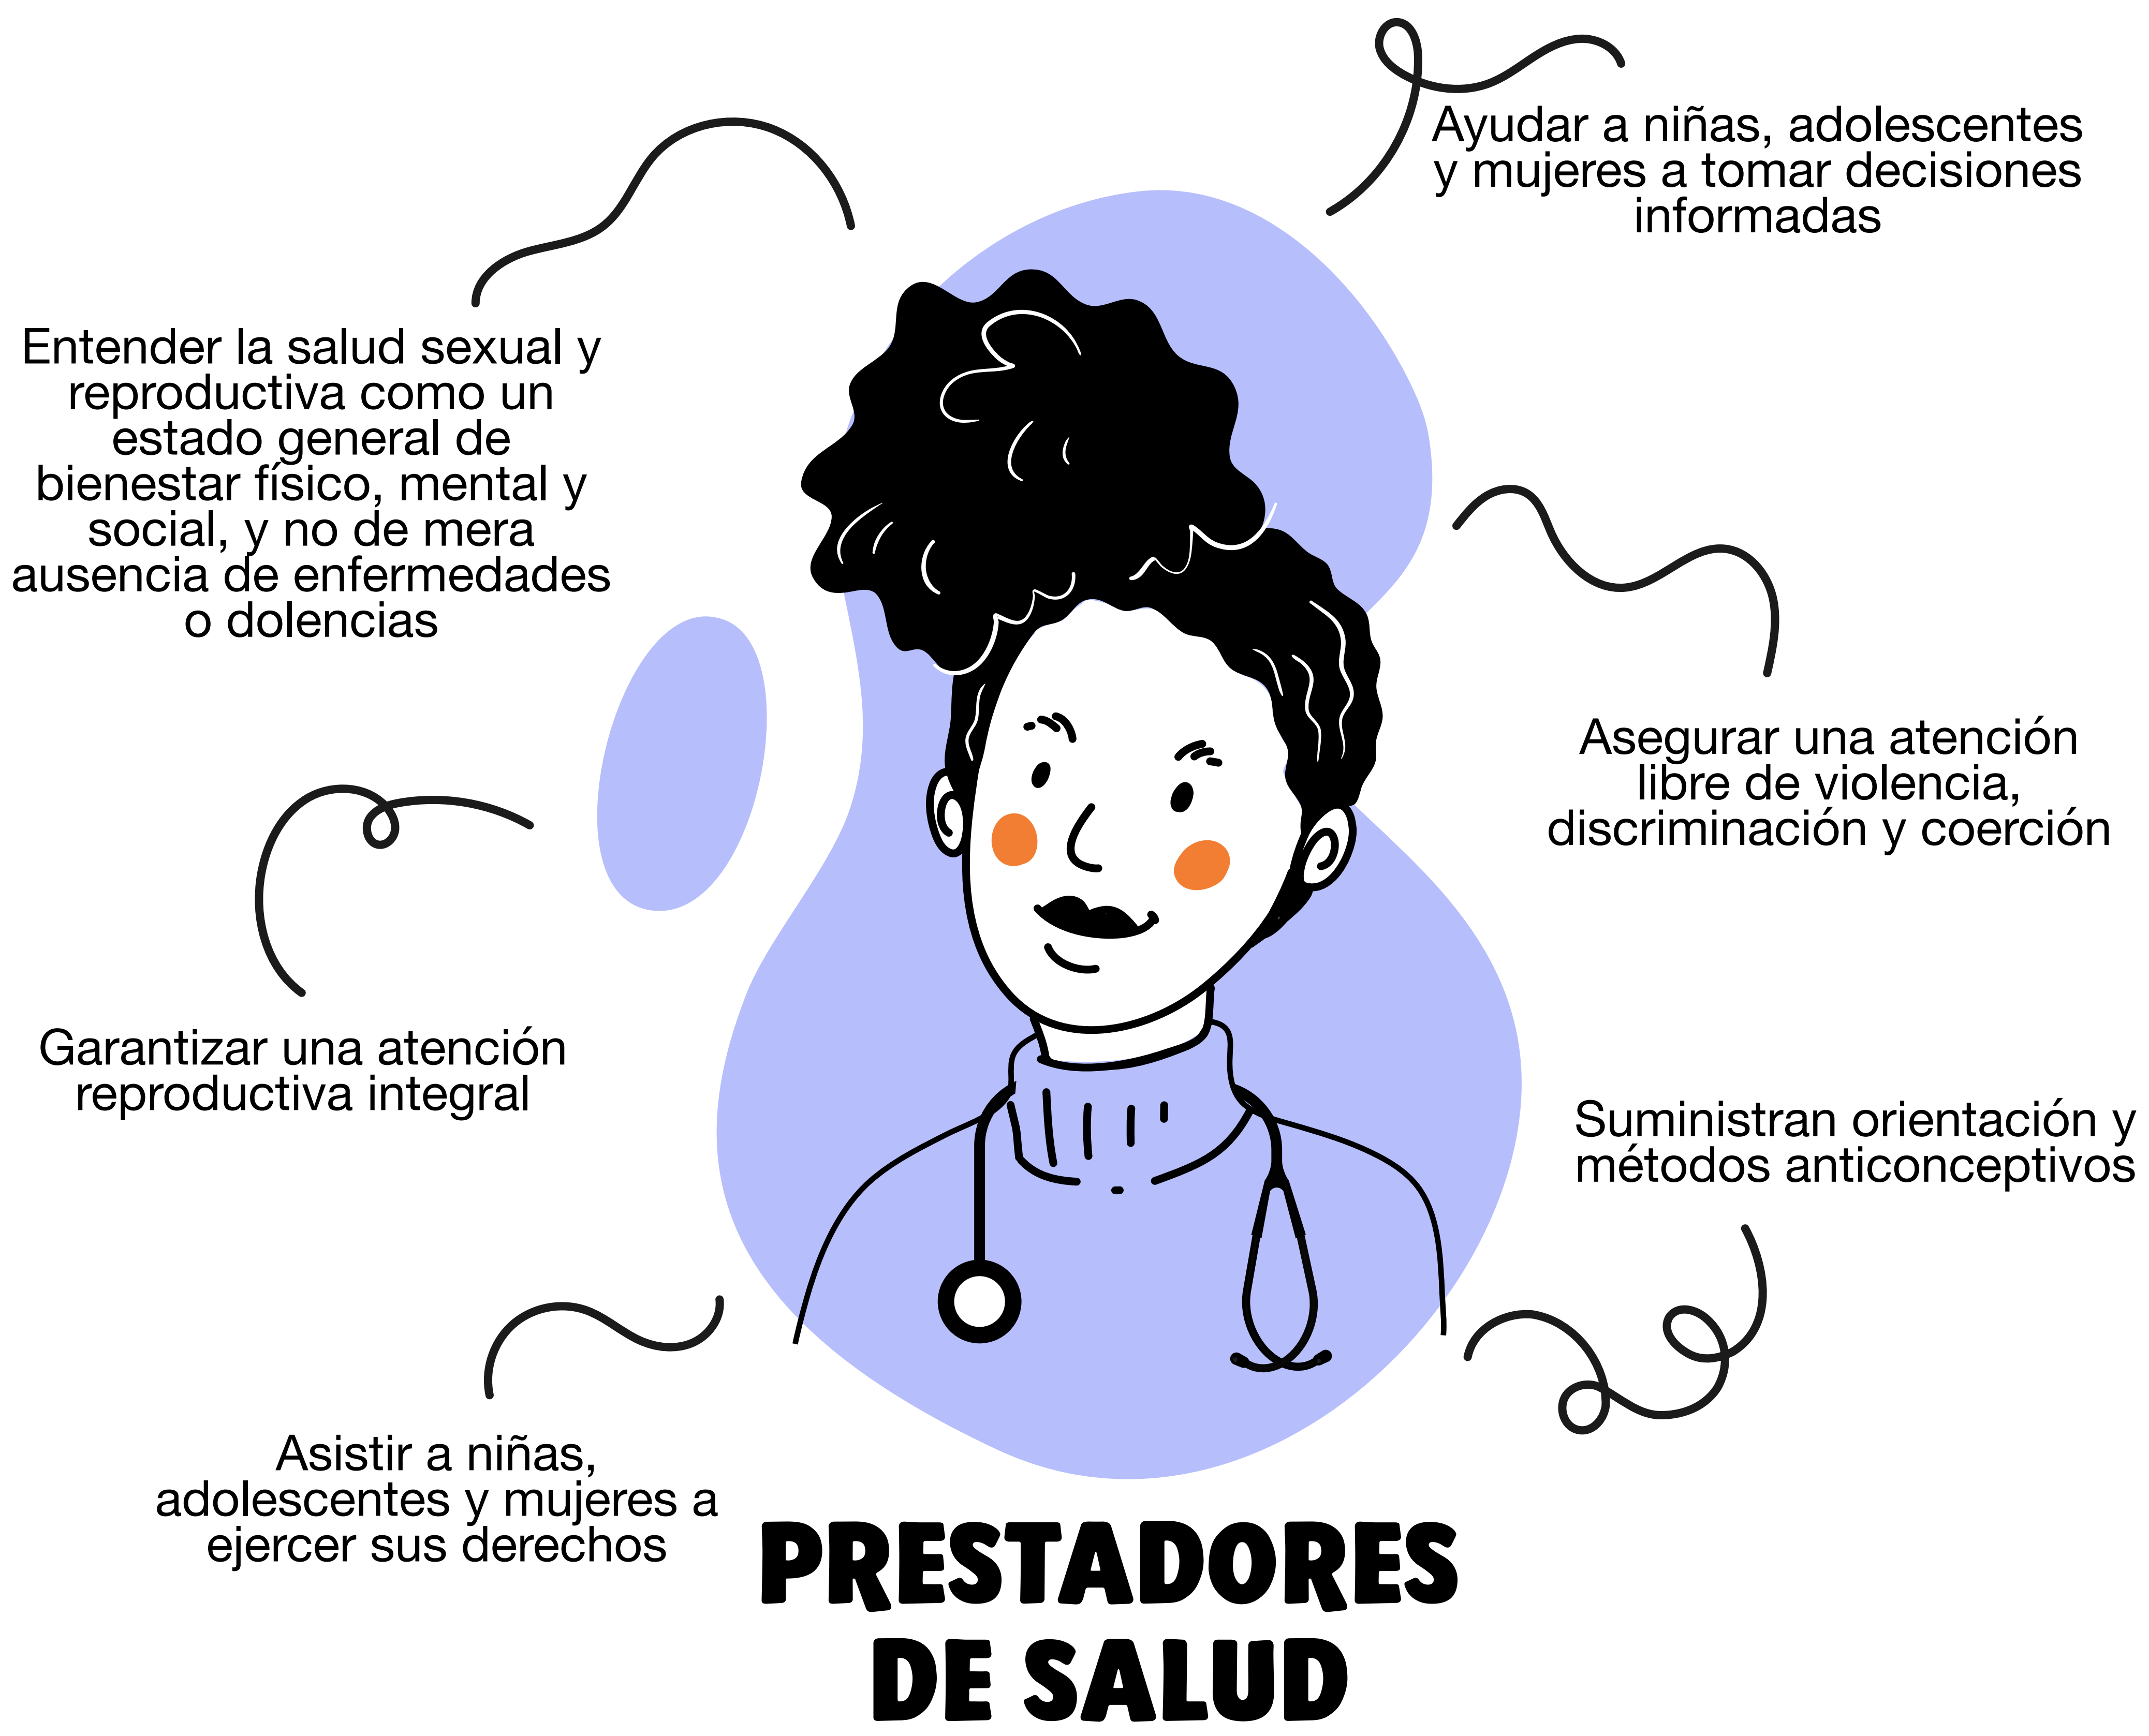 Ayudar a niñas, adolescentes
y mujeres a tomar decisiones
informadas
Entender la salud sexual y
reproductiva como un
estado general de
bienestar físico, mental y
social, y no de mera
ausencia de enfermedades
o dolencias
Asegurar una atención
libre de violencia,
discriminación y coerción
Garantizar una atención
reproductiva integral
Suministran orientación y
métodos anticonceptivos
Asistir a niñas,
adolescentes y mujeres a
ejercer sus derechos
PRESTADORES
DE SALUD